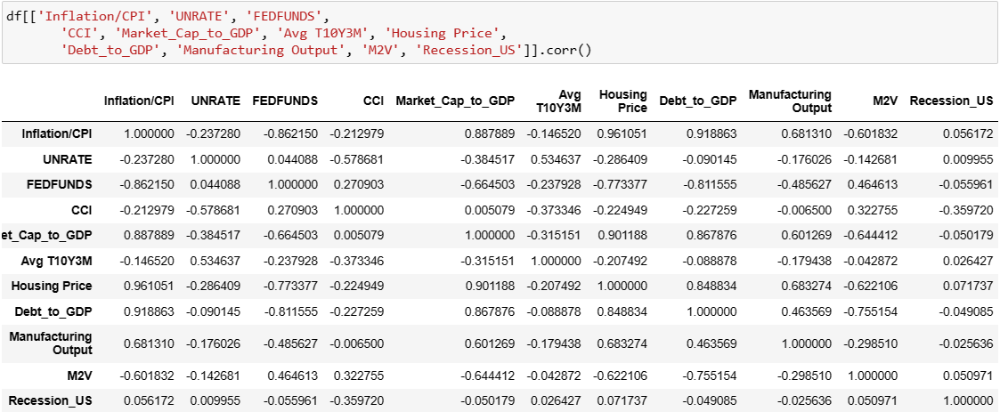 df[['Inflation/CPI', 'UNRATE', 'FEDFUNDS',
'CCI', 'Market_Cap_to_GDP', 'Avg T10Y3M', 'Housing Price',
'Debt_to_GDP', 'Manufacturing Output', 'M2V', 'Recession_US']].corr()
Inflation/CPI UNRATE FEDFUNDS CCI Market_Cap_to_GDP Avg T10Y3M Housing Price Debt_to_GDP Manufacturing Output M2V Recession_US
Inflation/CPI 1.000000 -0.237280 -0.862150 -0.212979 0.887889 -0.146520 0.961051 0.918863 0.681310 -0.601832 0.056172
UNRATE -0.237280 1.000000 0.044088 -0.578681 -0.384517 0.534637 -0.286409 -0.090145 -0.176026 -0.142681 0.009955
FEDFUNDS -0.862150 0.044088 1.000000 0.270903 -0.664503 -0.237928 -0.773377 -0.811555 -0.485627 0.464613 -0.055961
CCI -0.212979 -0.578681 0.270903 1.000000 0.005079 -0.373346 -0.224949 -0.227259 -0.006500 0.322755 -0.359720
et_Cap_to_GDP 0.887889 -0.384517 -0.664503 0.005079 1.000000 -0.315151 0.901188 0.867876 0.601269 -0.644412 -0.050179
Avg T10Y3M -0.146520 0.534637 -0.237928 -0.373346 -0.315151 1.000000 -0.207492 -0.088878 -0.179438 -0.042872 0.026427
Housing Price 0.961051 -0.286409 -0.773377 -0.224949 0.901188 -0.207492 1.000000 0.848834 0.683274 -0.622106 0.071737
Debt_to_GDP 0.918863 -0.090145 -0.811555 -0.227259 0.867876 -0.088878 0.848834 1.000000 0.463569 -0.755154 -0.049085
Manufacturing Output 0.681310 -0.176026 -0.485627 -0.006500 0.601269 -0.179438 0.683274 0.463569 1.000000 -0.298510 -0.025636
M2V -0.601832 -0.142681 0.464613 0.322755 -0.644412 -0.042872 -0.622106 -0.755154 -0.298510 1.000000 0.050971
Recession_US 0.056172 0.009955 -0.055961 -0.359720 -0.050179 0.026427 0.071737 -0.049085 -0.025636 0.050971 1.000000